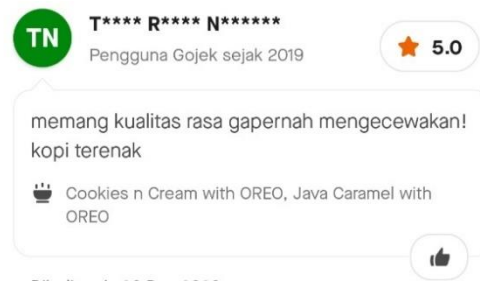 TN
T**** R**** N******
Pengguna Gojek sejak 2019
5.0
memang kualitas rasa gapernah mengecewakan!
kopi terenak
Cookies n Cream with OREO, Java Caramel with
OREO